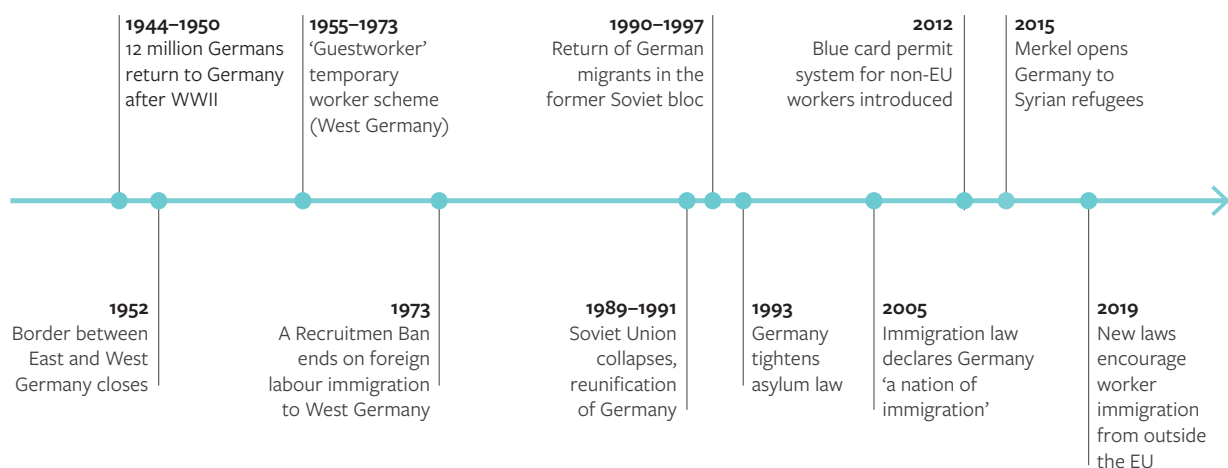 1944–1950
12 million Germans
return to Germany
after WWII
1955–1973
‘Guestworker’
temporary
worker scheme
(West Germany)
1990–1997
Return of German
migrants in the
former Soviet bloc
2012
Blue card permit
system for non-EU
workers introduced
2015
Merkel opens
Germany to
Syrian refugees
1952
Border between
East and West
Germany closes
1973
A Recruitmen Ban
ends on foreign
labour immigration
to West Germany
1989–1991
Soviet Union
collapses,
reunification
of Germany
1993
Germany
tightens
asylum law
2005
Immigration law
declares Germany
‘a nation of
immigration’
2019
New laws
encourage
worker
immigration
from outside
the EU